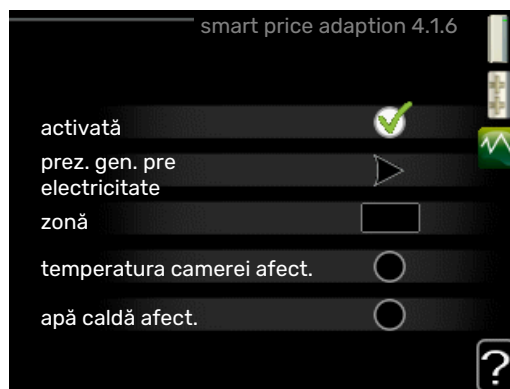 smart price adaption 4.1.6
activată
prez. gen. pre
electricitate
zonă
temperatura camerei afect.
apă caldă afect.
?